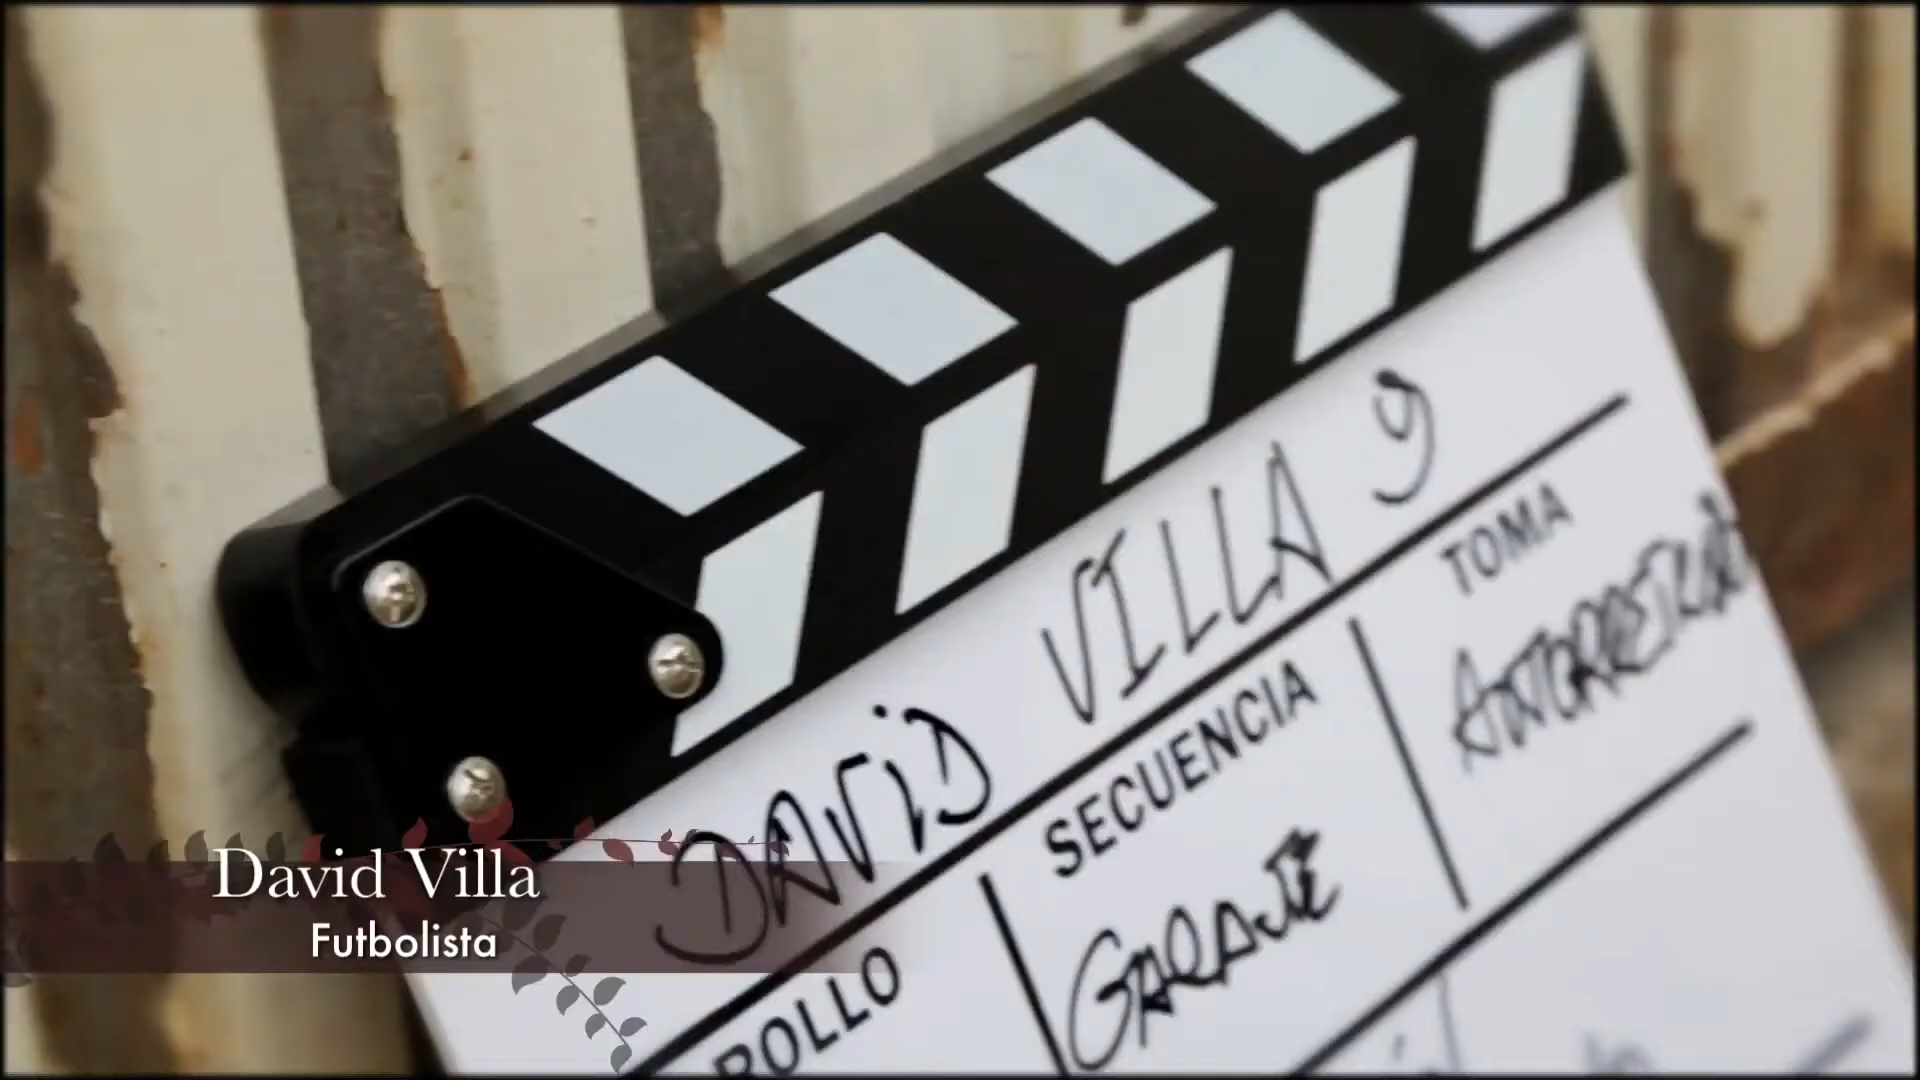 DAVID VILLA 9
ROLLO
SECUENCIA
TOMA
GARAJE
David Villa
Futbolista